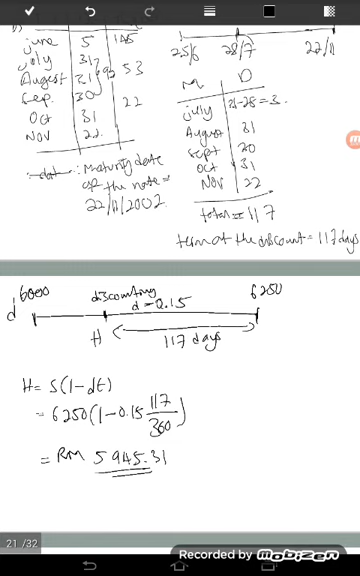 june 5 145
july 31
August 31 92 53
Sep. 30
Oct 31 22
Nov 22.
: Maturity date
of the note =
22/11/2002
25/6 28/7 22/11
M D
july 31-28 = 3
August 31
Sept 30
Oct 31
Nov 22
total = 117
term of the discount = 117 days
6000 discounting 6250
d d = 0.15
H 117 days
H = S(1-dt)
= 6250(1-0.15 117/360)
= RM 5945.31
21 /32
Recorded by Mobizen